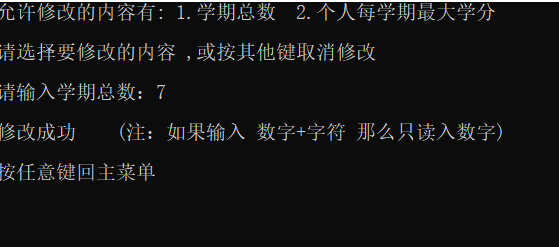 允许修改的内容有: 1.学期总数  2.个人每学期最大学分
请选择要修改的内容 ,或按其他键取消修改
请输入学期总数：7
修改成功   (注：如果输入 数字+字符 那么只读入数字)
按任意键回主菜单